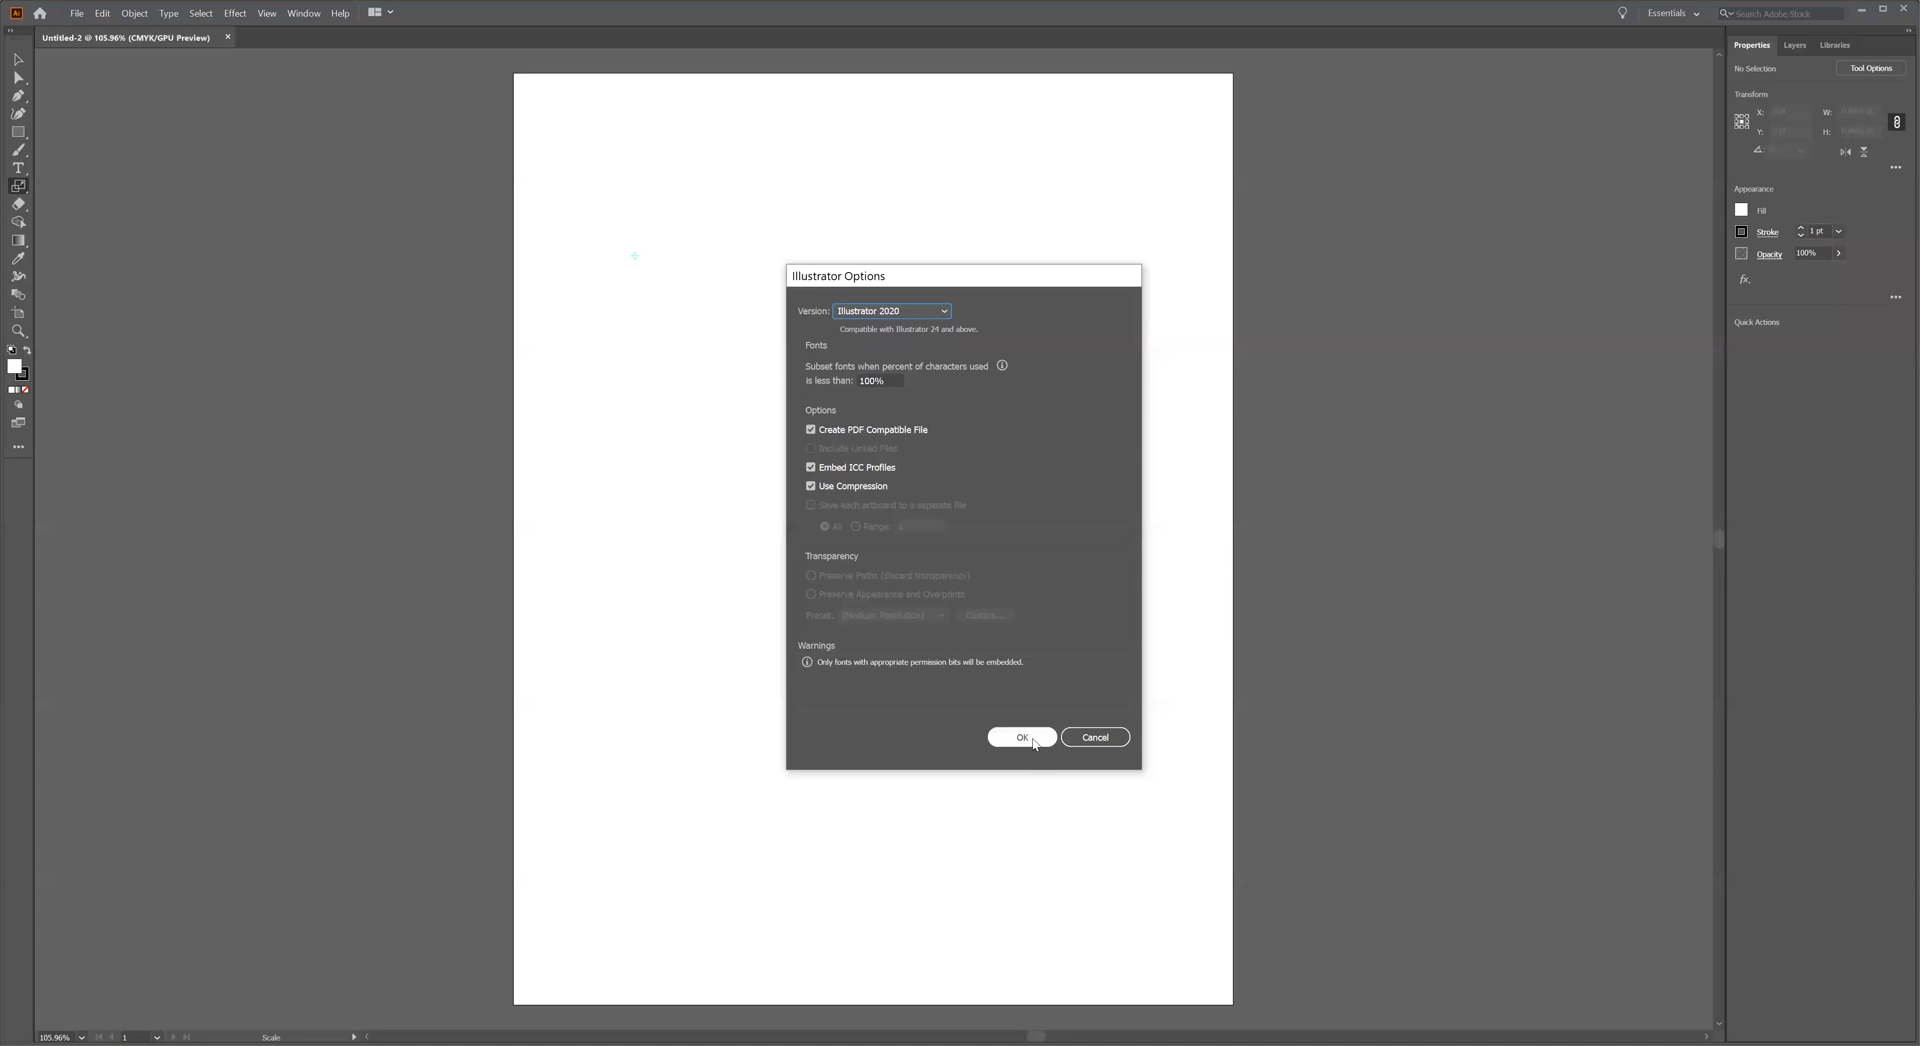 Ai
File Edit Object Type Select Effect View Window Help
Essentials
Search Adobe Stock
Untitled-2 @ 105.96% (CMYK/GPU Preview) ×
Properties Layers Libraries
No Selection
Tool Options
Transform
X:
W:
Y:
H:
Appearance
Fill
Stroke
1 pt
Opacity
100%
fx.
Quick Actions
Illustrator Options
Version: Illustrator 2020
Compatible with Illustrator 24 and above.
Fonts
Subset fonts when percent of characters used
is less than: 100%
Options
Create PDF Compatible File
Include Linked Files
Embed ICC Profiles
Use Compression
Save each artboard to a separate file
All Range: 1
Transparency
Preserve Paths (discard transparency)
Preserve Appearance and Overprints
Preset: [Medium Resolution] Custom...
Warnings
Only fonts with appropriate permission bits will be embedded.
OK
Cancel
105.96%
1
Scale